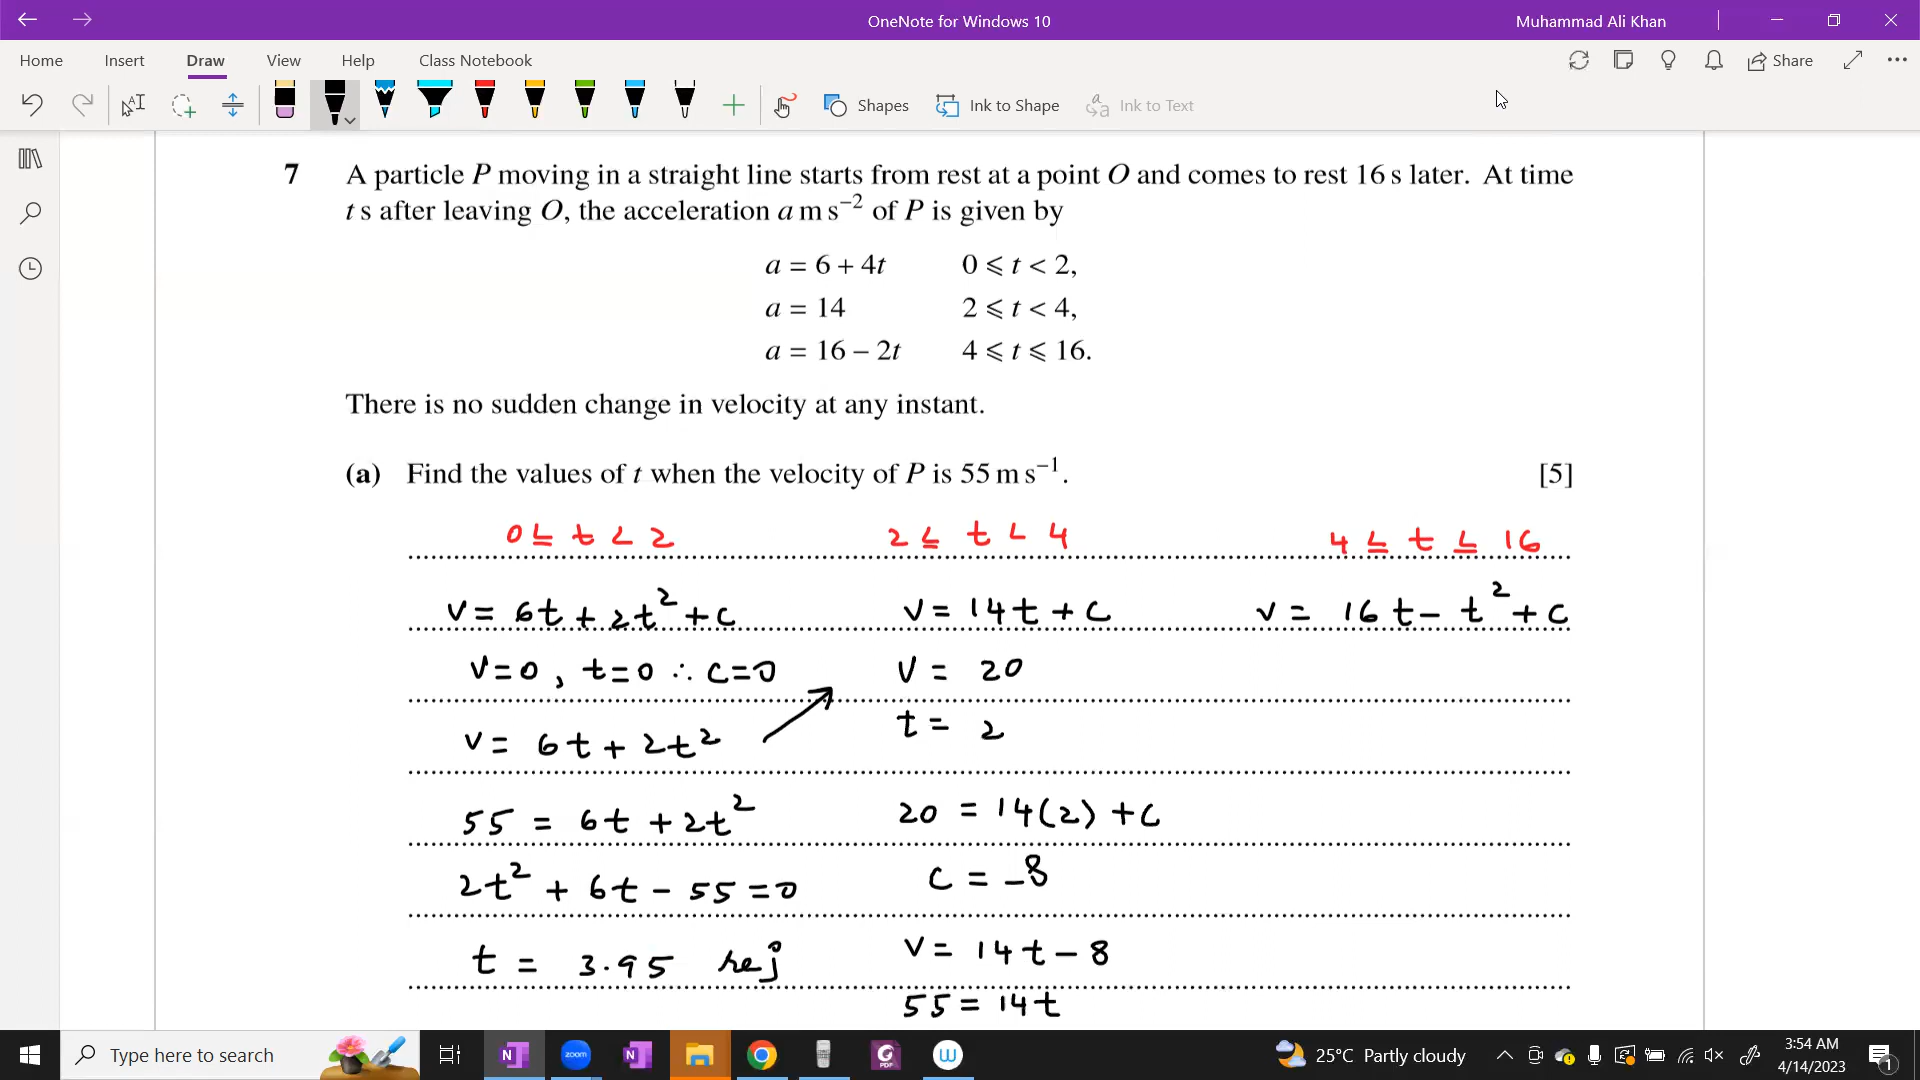 OneNote for Windows 10
Muhammad Ali Khan
Home Insert Draw View Help Class Notebook
Share
Shapes Ink to Shape Ink to Text
7 A particle P moving in a straight line starts from rest at a point O and comes to rest 16 s later. At time
t s after leaving O, the acceleration a m s⁻² of P is given by
a = 6 + 4t 0 ⩽ t < 2,
a = 14 2 ⩽ t < 4,
a = 16 – 2t 4 ⩽ t ⩽ 16.
There is no sudden change in velocity at any instant.
(a) Find the values of t when the velocity of P is 55 m s⁻¹. [5]
0 ≤ t < 2 2 ≤ t < 4 4 ≤ t ≤ 16
v = 6t + 2t² + c v = 14t + c v = 16t – t² + c
v=0, t=0 ∴ c=0 v = 20
t = 2
v = 6t + 2t²
55 = 6t + 2t² 20 = 14(2) + c
2t² + 6t – 55 = 0 c = –8
t = 3.95 rej v = 14t – 8
55 = 14t
Type here to search
zoom
PDF
W
25°C Partly cloudy
3:54 AM
4/14/2023
1